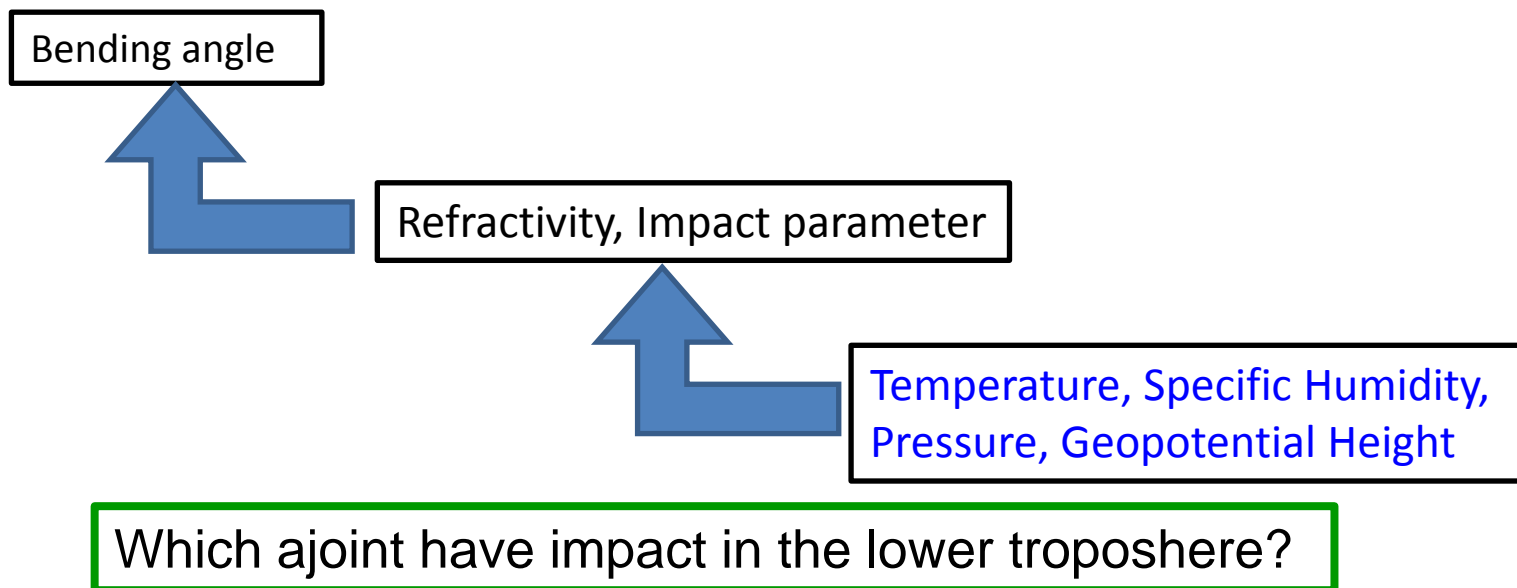 Bending angle
Refractivity, Impact parameter
Temperature, Specific Humidity,
Pressure, Geopotential Height
Which ajoint have impact in the lower troposhere?